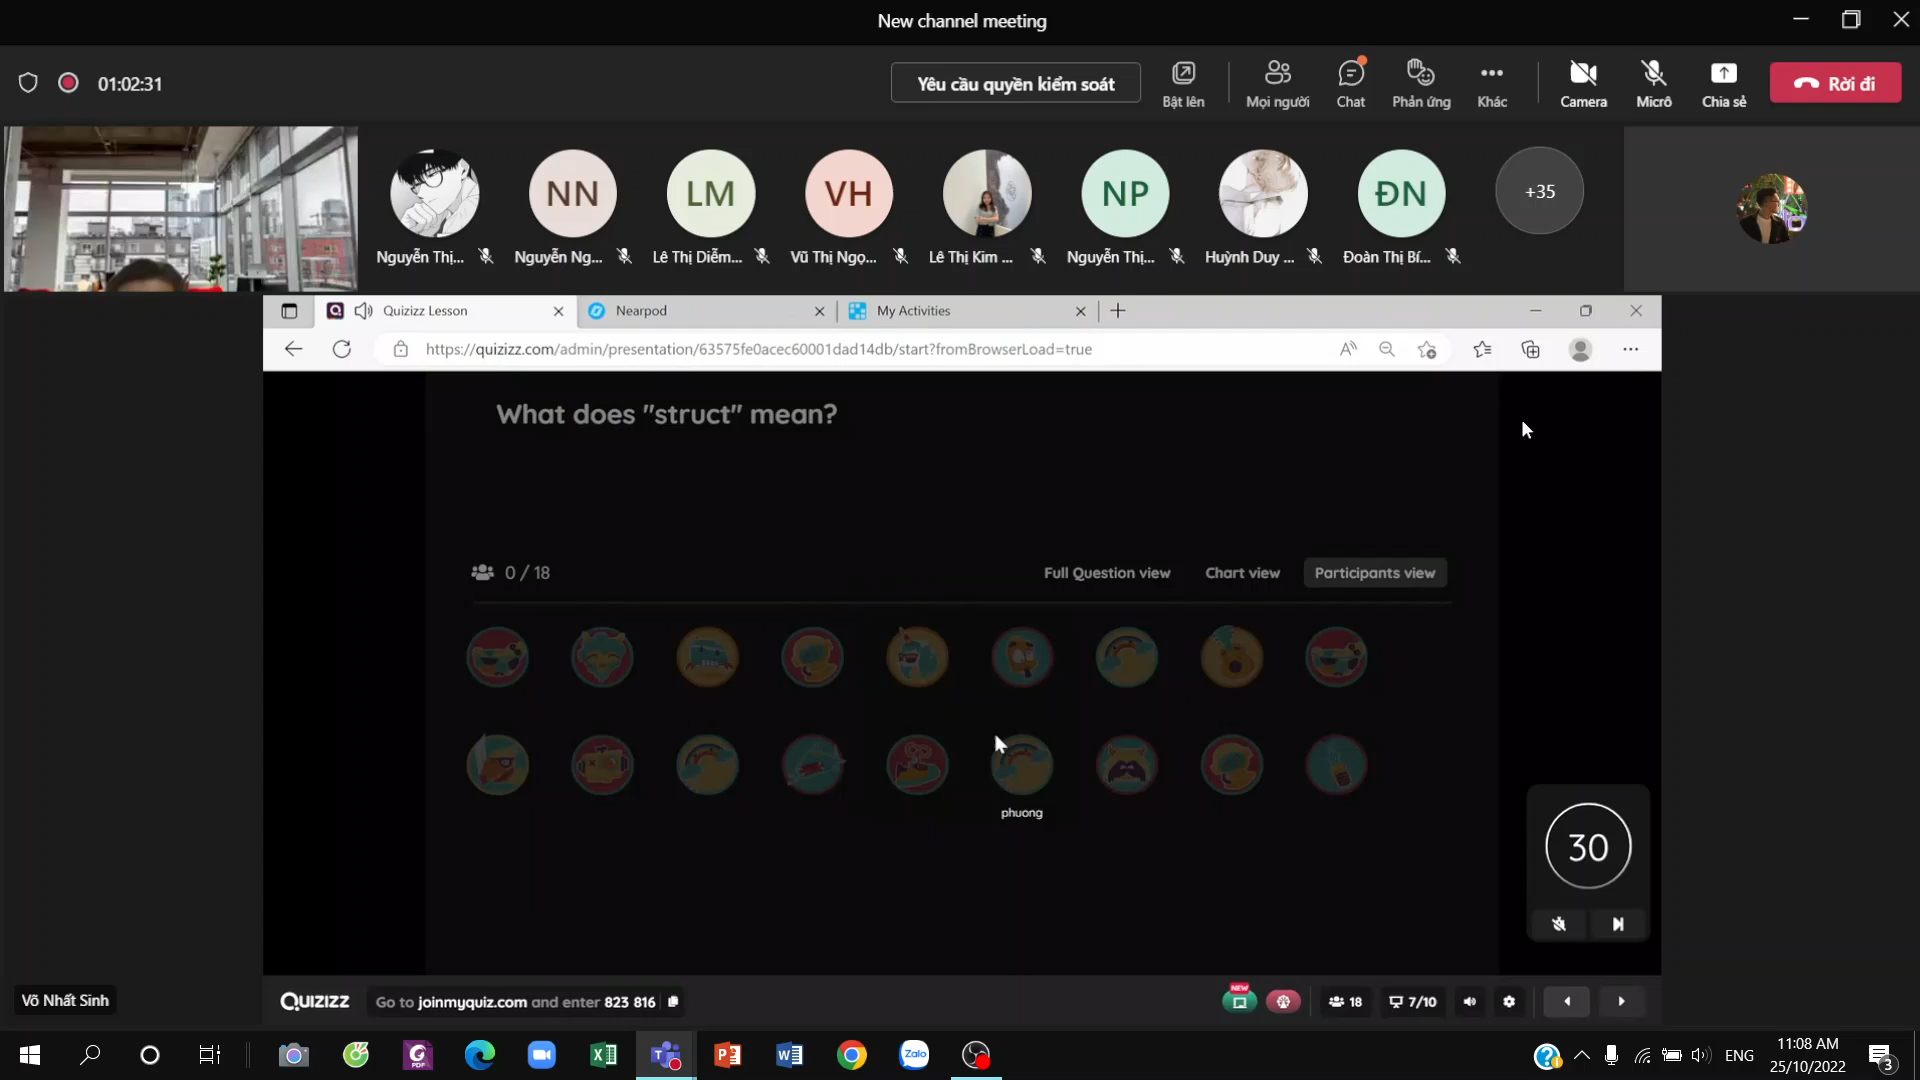 New channel meeting
01:02:31
Yêu cầu quyền kiểm soát
Bật lên
Mọi người
Chat
Phản ứng
Khác
Camera
Micrô
Chia sẻ
Rời đi
NN
LM
VH
NP
ĐN
+35
Nguyễn Thị...
Nguyễn Ng...
Lê Thị Diễm...
Vũ Thị Ngọ...
Lê Thị Kim ...
Nguyễn Thị...
Huỳnh Duy ...
Đoàn Thị Bí...
Quizizz Lesson
Nearpod
My Activities
https://quizizz.com/admin/presentation/63575fe0acec60001dad14db/start?fromBrowserLoad=true
What does "struct" mean?
0 / 18
Full Question view
Chart view
Participants view
phuong
30
Võ Nhất Sinh
QUIZIZZ
Go to joinmyquiz.com and enter 823 816
NEW
18
7/10
PDF
Zalo
ENG
11:08 AM
25/10/2022
3